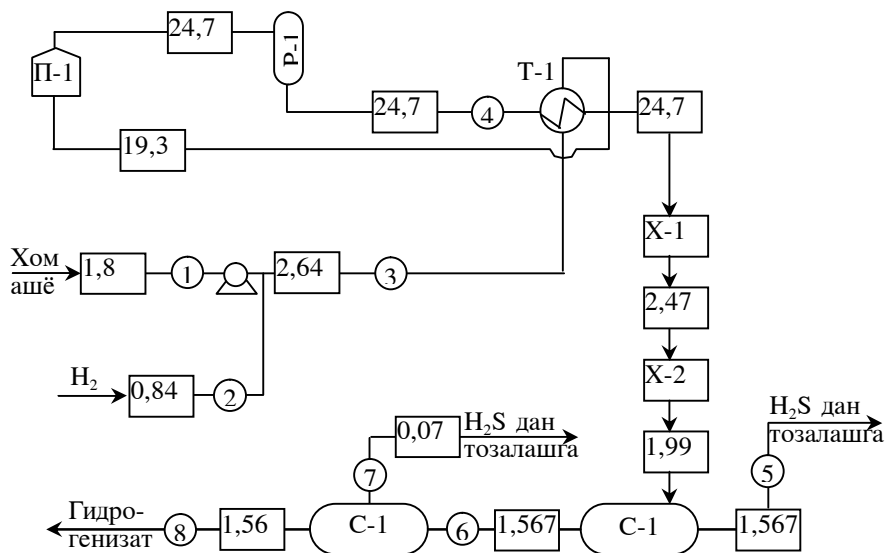 24,7
П-1
Р-1
Т-1
24,7
4
24,7
19,3
Х-1
Хом
ашё
1,8
1
2,64
3
2,47
Х-2
H₂
0,84
2
0,07
H₂S дан
тозалашга
H₂S дан
тозалашга
1,99
7
5
Гидро-
генизат
8
1,56
С-1
6
1,567
С-1
1,567